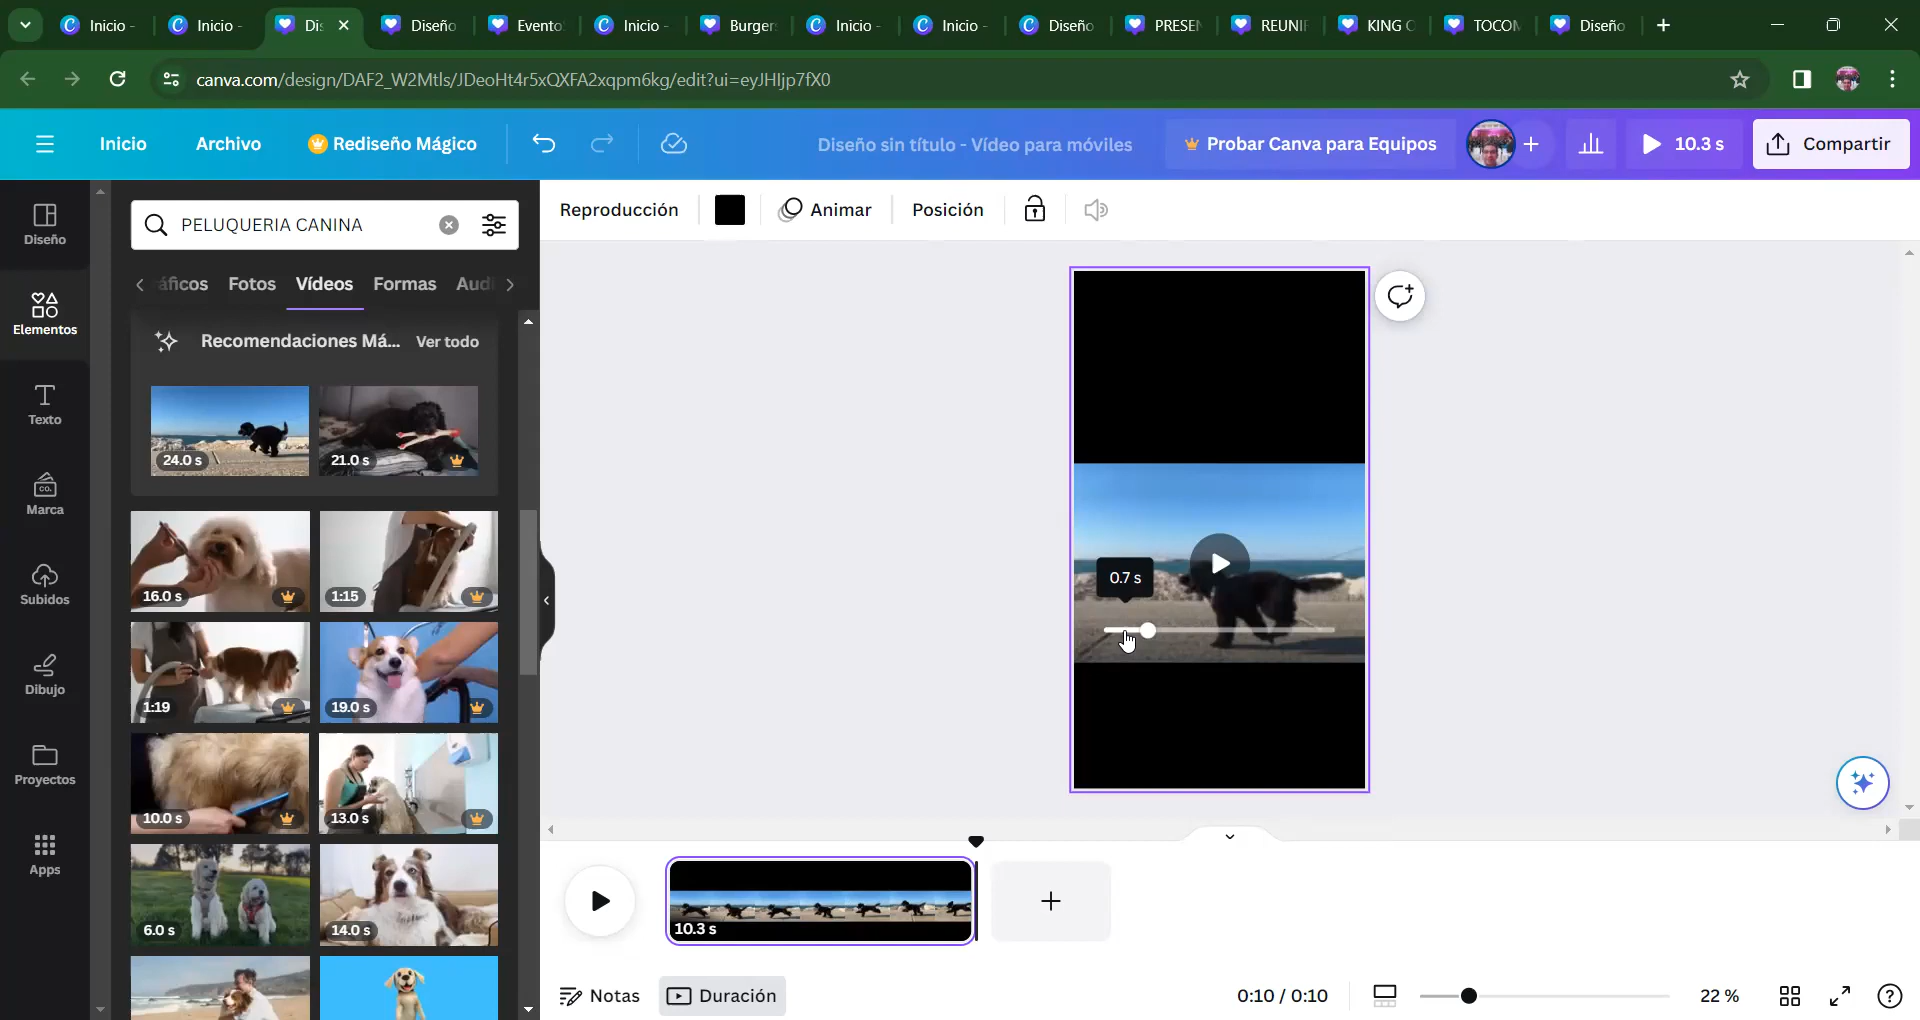 Inicio -
Inicio -
Dis
Diseño
Evento
Inicio -
Burger
Inicio -
Inicio -
Diseño
PRESEN
REUNIF
KING C
TOCOM
Diseño
canva.com/design/DAF2_W2Mtls/JDeoHt4r5xQXFA2xqpm6kg/edit?ui=eyJHIjp7fX0
Inicio
Archivo
Rediseño Mágico
Diseño sin título - Vídeo para móviles
Probar Canva para Equipos
10.3 s
Compartir
Diseño
Elementos
Texto
Marca
Subidos
Dibujo
Proyectos
Apps
PELUQUERIA CANINA
áficos Fotos Vídeos Formas Audi
Recomendaciones Má... Ver todo
24.0 s
21.0 s
16.0 s
1:15
1:19
19.0 s
10.0 s
13.0 s
6.0 s
14.0 s
Reproducción
Animar
Posición
0.7 s
10.3 s
Notas
Duración
0:10 / 0:10
22 %